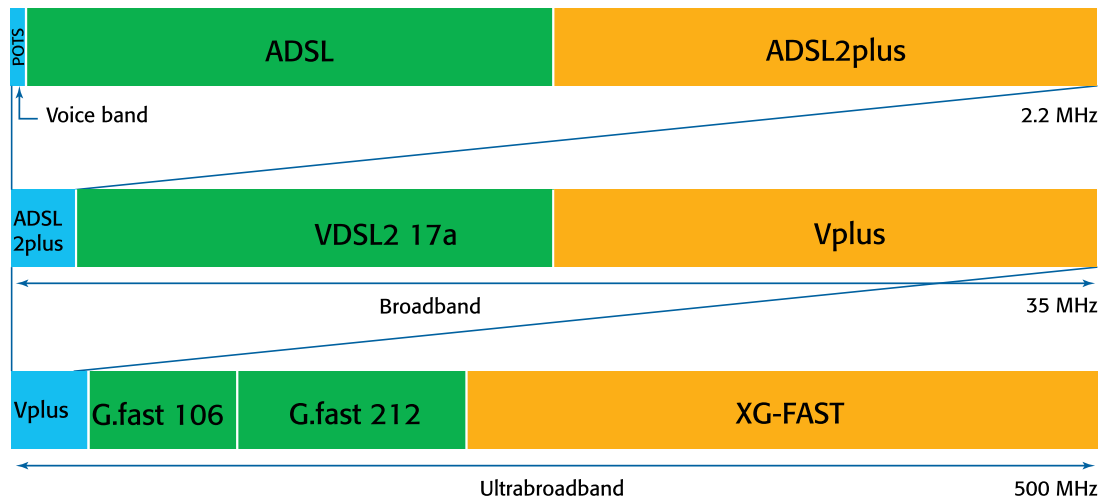 POTS
ADSL
ADSL2plus
Voice band
2.2 MHz
ADSL
2plus
VDSL2 17a
Vplus
Broadband
35 MHz
Vplus
G.fast 106
G.fast 212
XG-FAST
Ultrabroadband
500 MHz